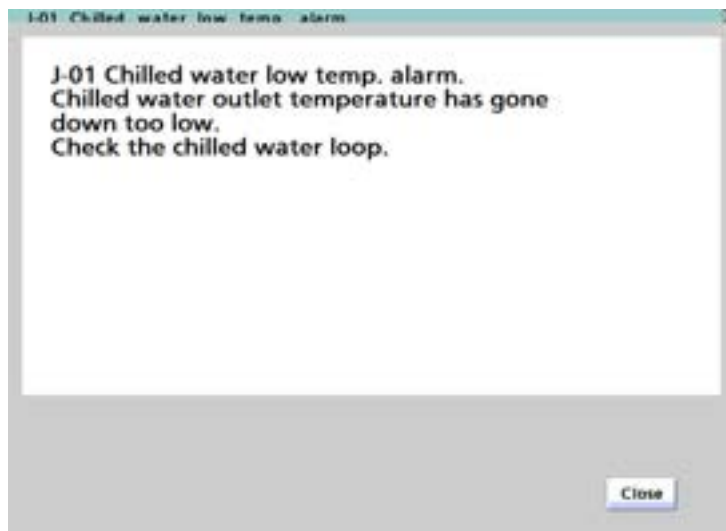 J-01 Chilled water low temp. alarm
J-01 Chilled water low temp. alarm.
Chilled water outlet temperature has gone
down too low.
Check the chilled water loop.
Close